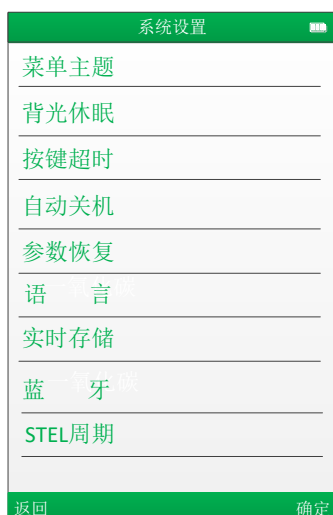 系统设置
菜单主题
背光休眠
按键超时
自动关机
参数恢复
语 言
实时存储
蓝 牙
STEL周期
返回 确定